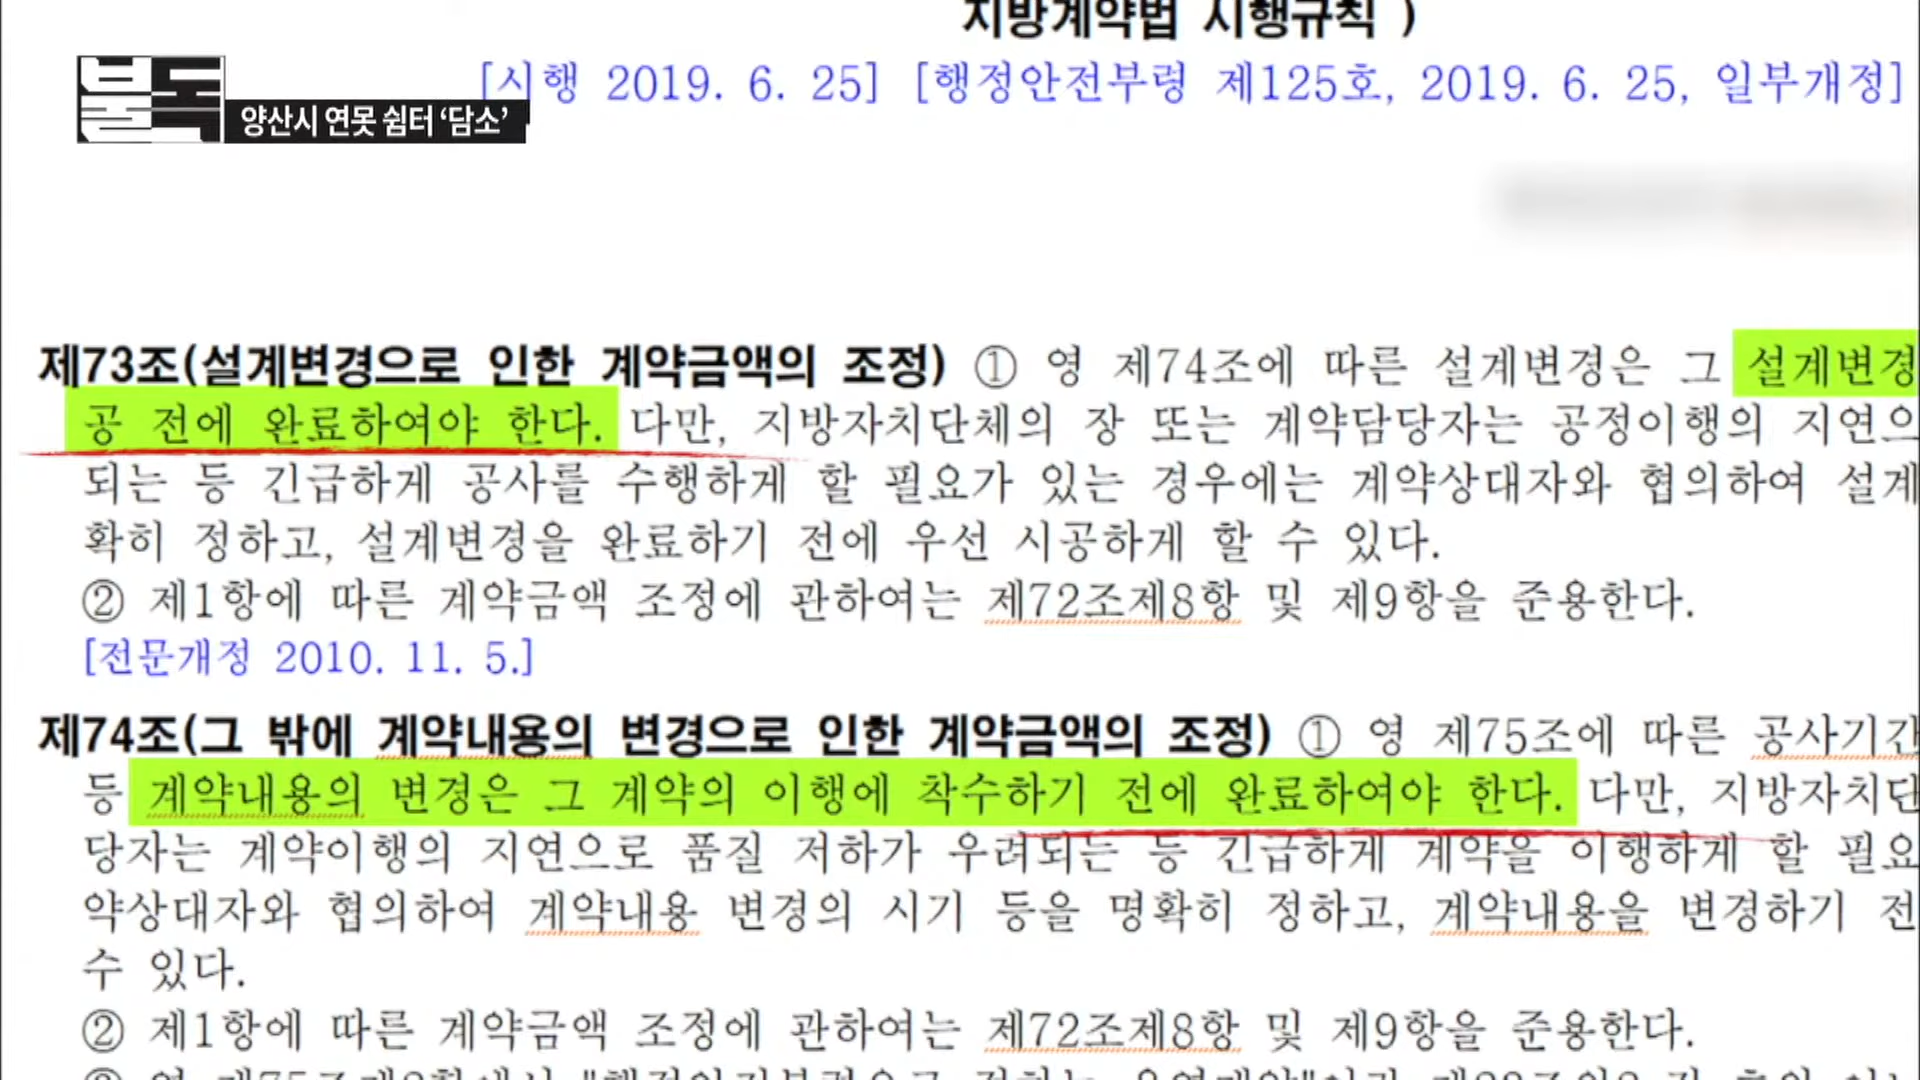 지방계약법 시행규칙 )
[시행 2019. 6. 25] [행정안전부령 제125호, 2019. 6. 25, 일부개정]
불독
양산시 연못 쉼터 ‘담소’
제73조(설계변경으로 인한 계약금액의 조정) ① 영 제74조에 따른 설계변경은 그 설계변경
공 전에 완료하여야 한다. 다만, 지방자치단체의 장 또는 계약담당자는 공정이행의 지연으
되는 등 긴급하게 공사를 수행하게 할 필요가 있는 경우에는 계약상대자와 협의하여 설계
확히 정하고, 설계변경을 완료하기 전에 우선 시공하게 할 수 있다.
② 제1항에 따른 계약금액 조정에 관하여는 제72조제8항 및 제9항을 준용한다.
[전문개정 2010. 11. 5.]
제74조(그 밖에 계약내용의 변경으로 인한 계약금액의 조정) ① 영 제75조에 따른 공사기간
등 계약내용의 변경은 그 계약의 이행에 착수하기 전에 완료하여야 한다. 다만, 지방자치단
당자는 계약이행의 지연으로 품질 저하가 우려되는 등 긴급하게 계약을 이행하게 할 필요
약상대자와 협의하여 계약내용 변경의 시기 등을 명확히 정하고, 계약내용을 변경하기 전
수 있다.
② 제1항에 따른 계약금액 조정에 관하여는 제72조제8항 및 제9항을 준용한다.